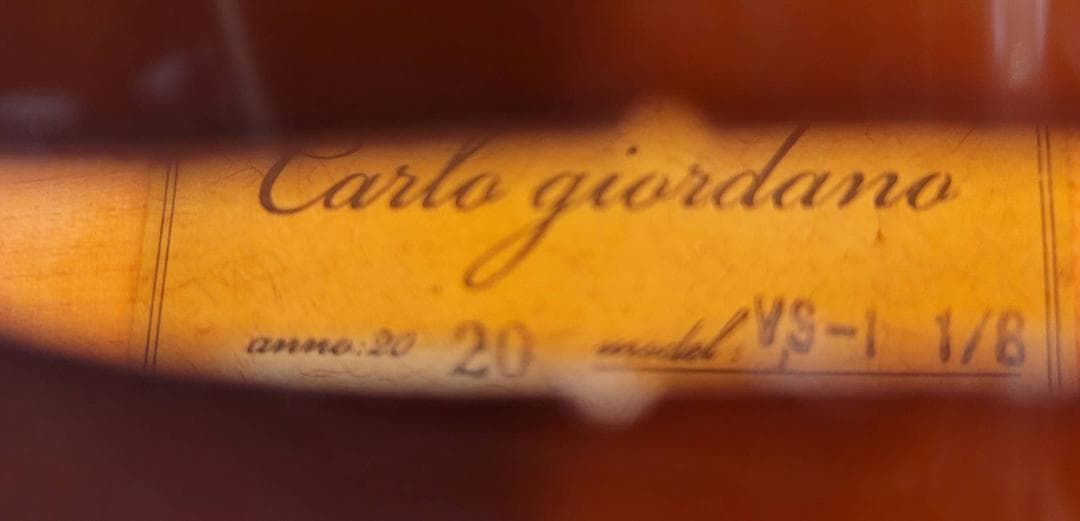 Carlo giordano
anno:20 20 model: VS-1 1/8